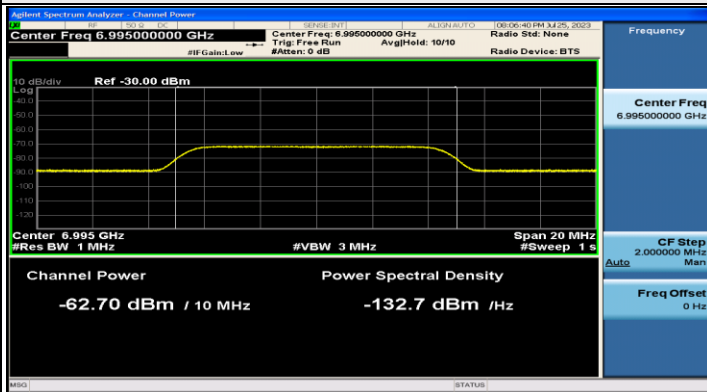 Agilent Spectrum Analyzer - Channel Power
RF 50 Ω DC SENSE:INT ALIGN AUTO 08:06:40 PM Jul 25, 2023
Center Freq 6.995000000 GHz
Center Freq: 6.995000000 GHz Radio Std: None
Trig: Free Run Avg|Hold: 10/10
#IFGain:Low #Atten: 0 dB Radio Device: BTS
Frequency
10 dB/div Ref -30.00 dBm
Log
-40.0
-50.0
-60.0
-70.0
-80.0
-90.0
-100
-110
-120
Center Freq
6.995000000 GHz
Center 6.995 GHz Span 20 MHz
#Res BW 1 MHz #VBW 3 MHz #Sweep 1 s
CF Step
2.000000 MHz
Auto Man
Channel Power Power Spectral Density
-62.70 dBm / 10 MHz -132.7 dBm /Hz
Freq Offset
0 Hz
MSG STATUS